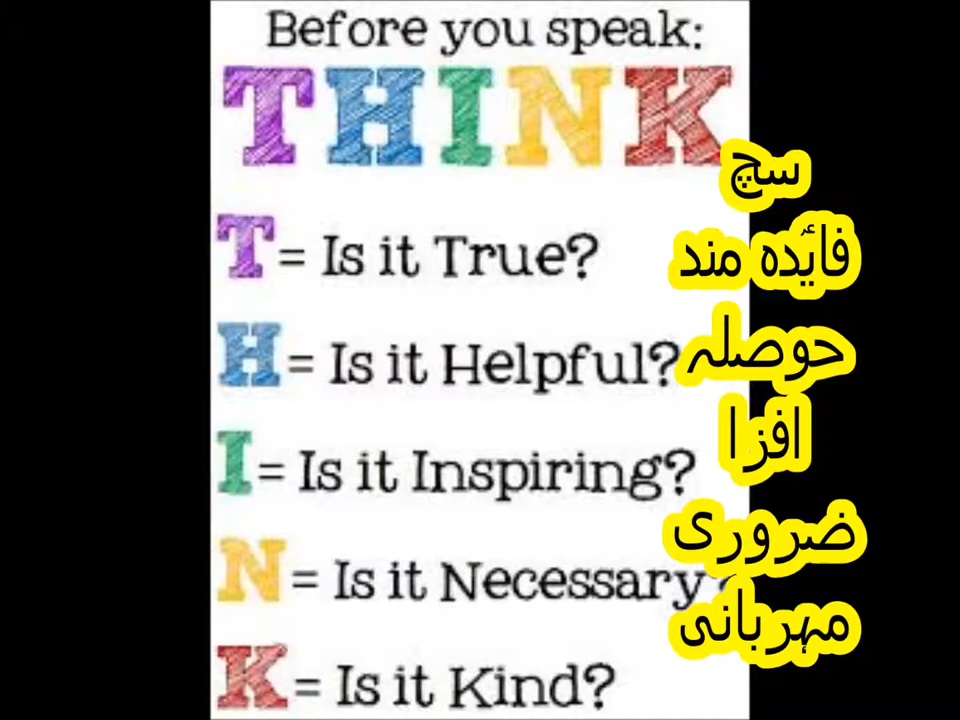 Before you speak:
THINK
T = Is it True?
H = Is it Helpful?
I = Is it Inspiring?
N = Is it Necessary?
K = Is it Kind?
سچ
فائدہ مند
حوصلہ
افزا
ضروری
مہربانی